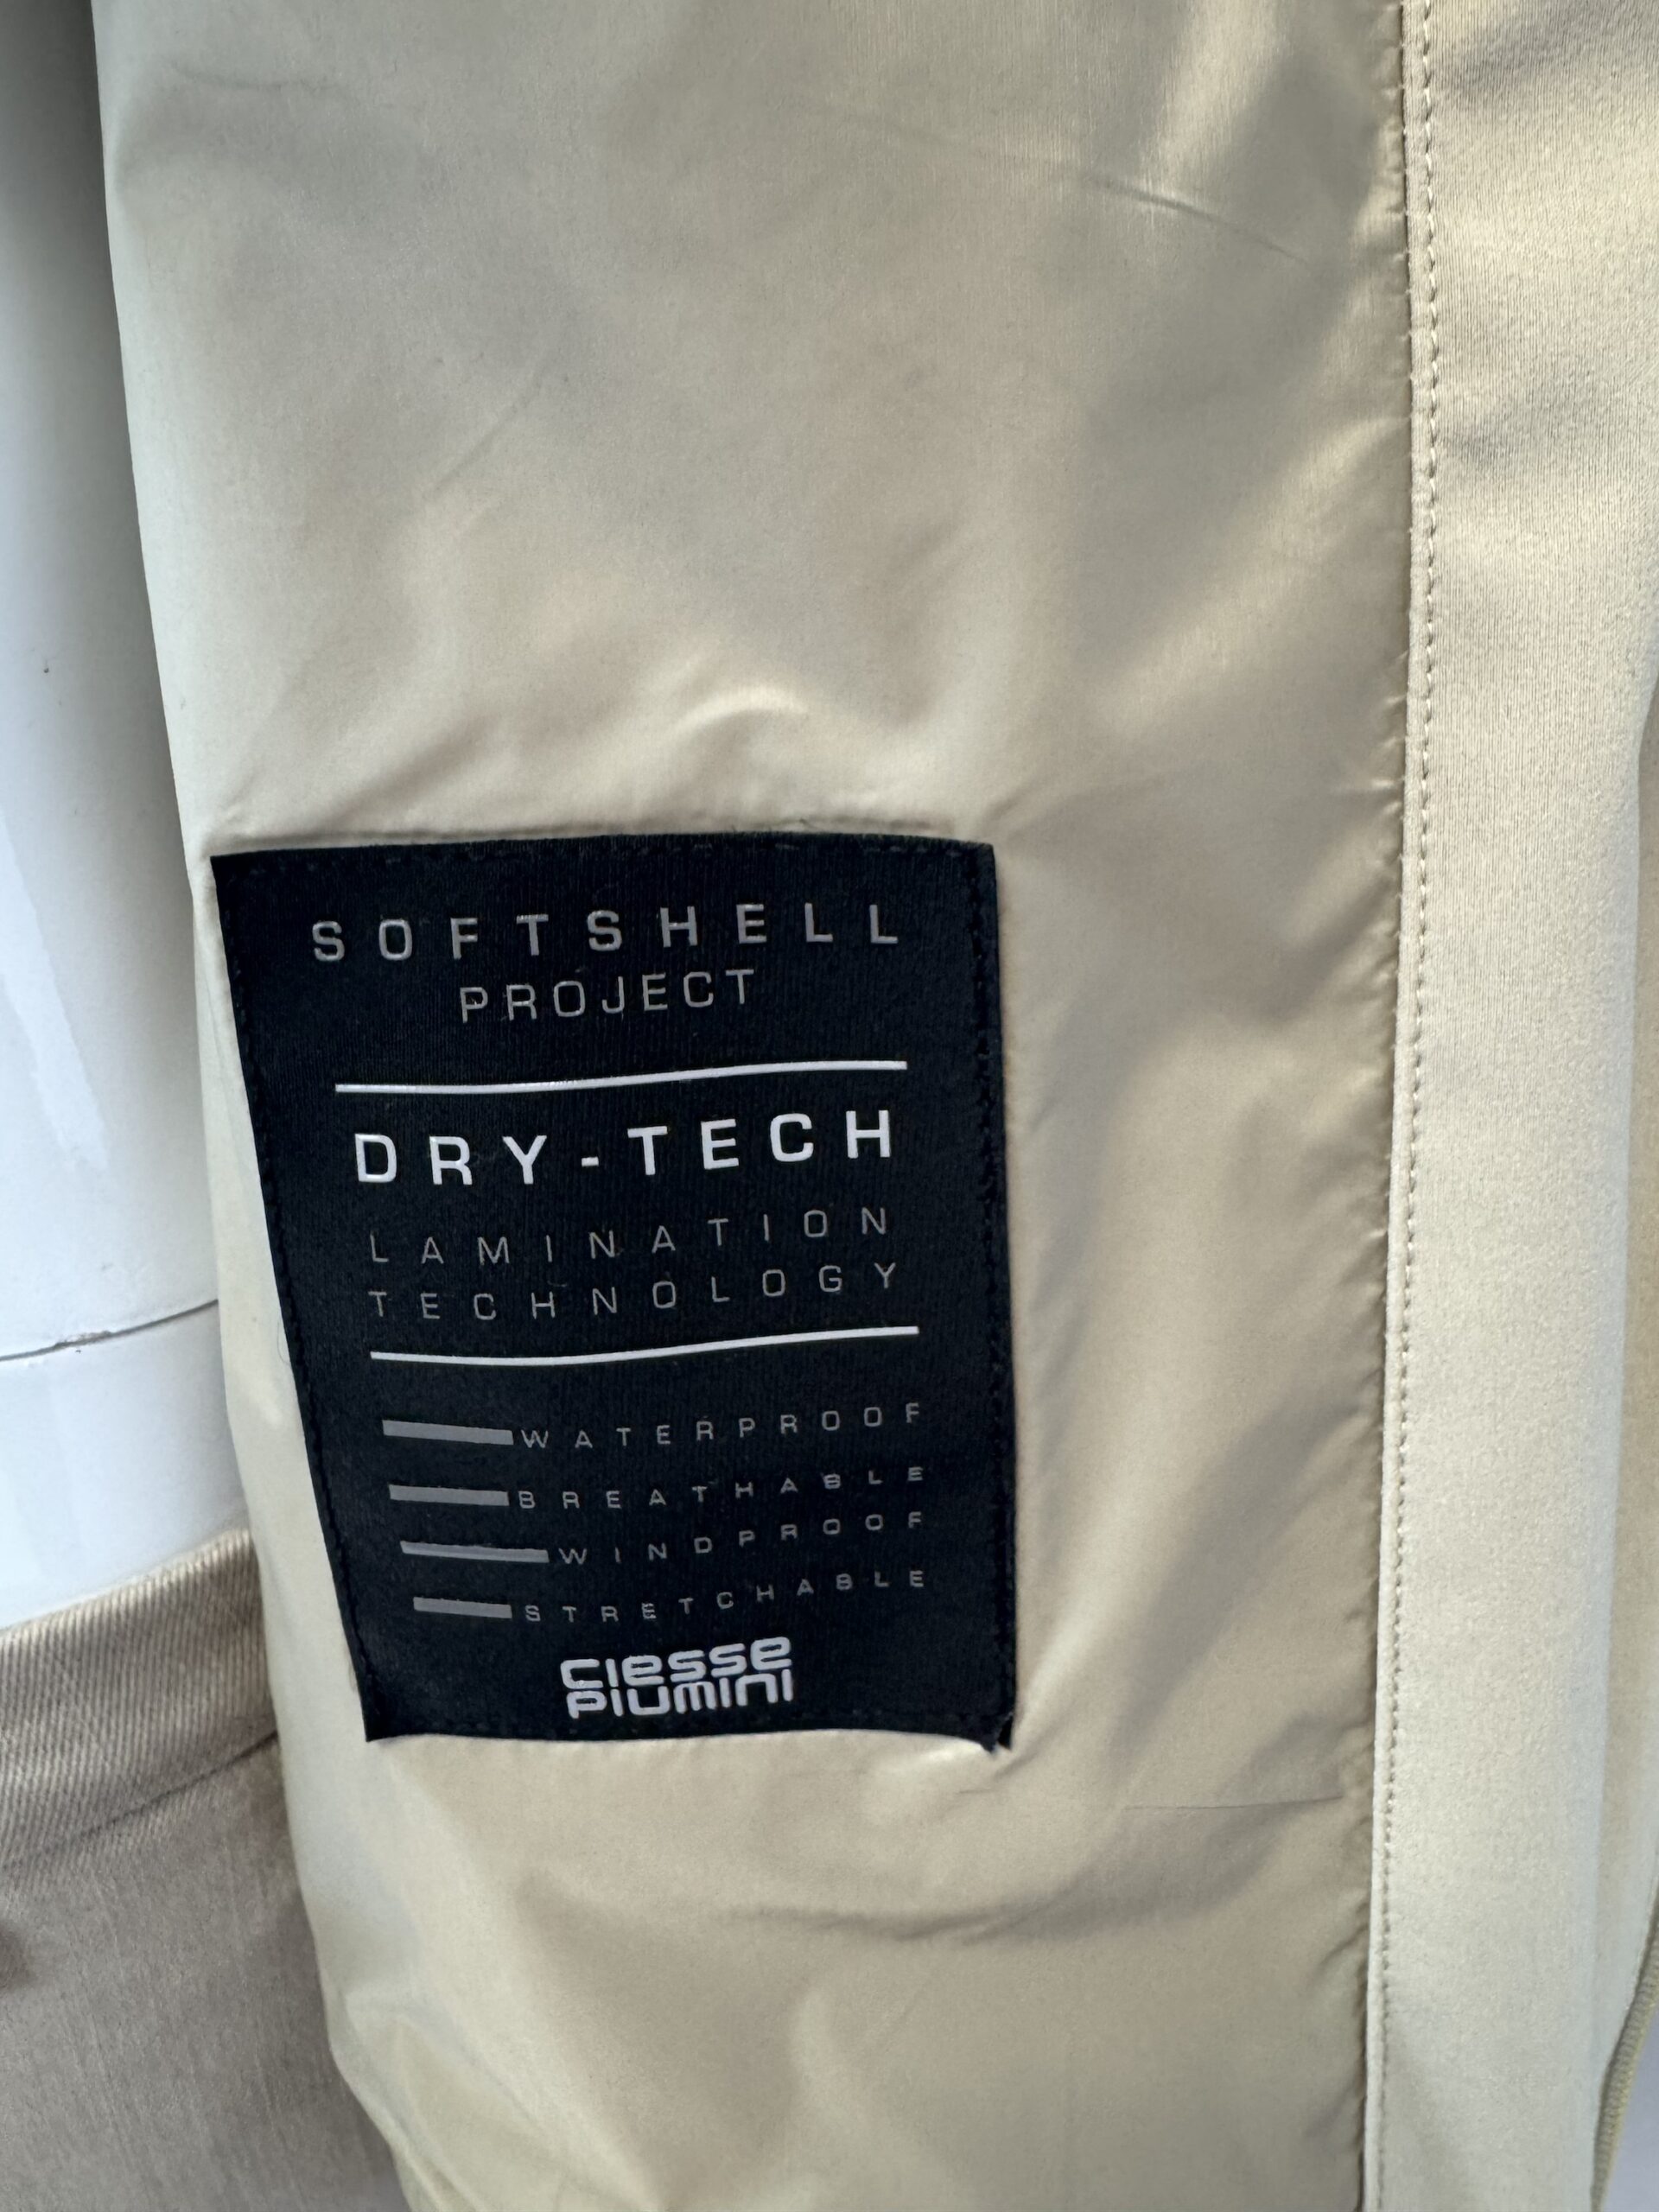 SOFTSHELL
PROJECT
DRY-TECH
LAMINATION
TECHNOLOGY
WATERPROOF
BREATHABLE
WINDPROOF
STRETCHABLE
ciesse
piumini